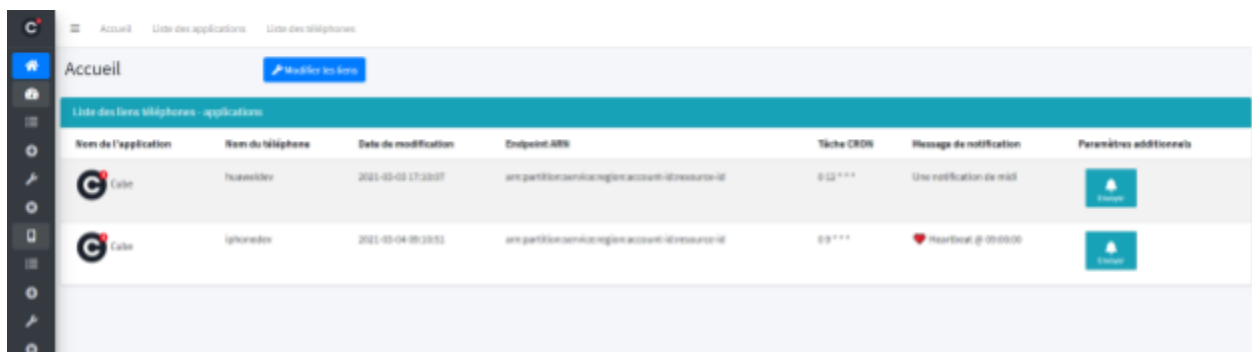 Accueil Liste des applications Liste des téléphones
Accueil
Modifier les liens
Liste des liens téléphones - applications
Nom de l'application Nom du téléphone Date de modification Endpoint ARN Tâche CRON Message de notification Paramètres additionnels
Cube huaweidev 2021-03-03 17:10:07 arn:partition:service:region:account-id:resource-id 0 12 * * * Une notification de midi Envoyer
Cube iphonedev 2021-03-04 09:10:51 arn:partition:service:region:account-id:resource-id 0 9 * * * ❤ Heartbeat @ 09:00:00 Envoyer